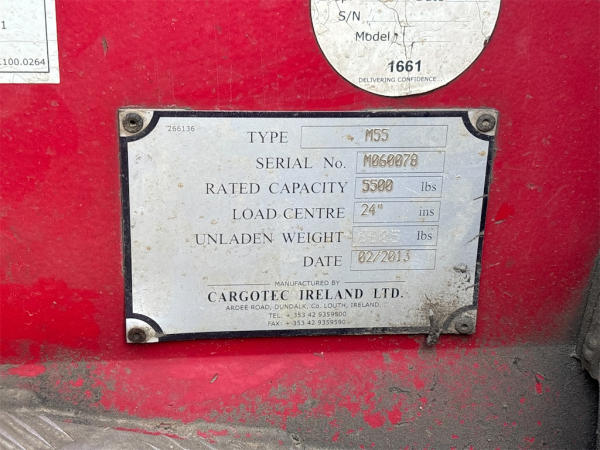 1
.100.0264
S/N
Model
1661
DELIVERING CONFIDENCE
266136
TYPE M55
SERIAL No. M060078
RATED CAPACITY 5500 lbs
LOAD CENTRE 24" ins
UNLADEN WEIGHT lbs
DATE 02/2013
MANUFACTURED BY
CARGOTEC IRELAND LTD.
ARDEE ROAD, DUNDALK, Co. LOUTH, IRELAND.
TEL: + 353 42 9359800
FAX: + 353 42 9359590